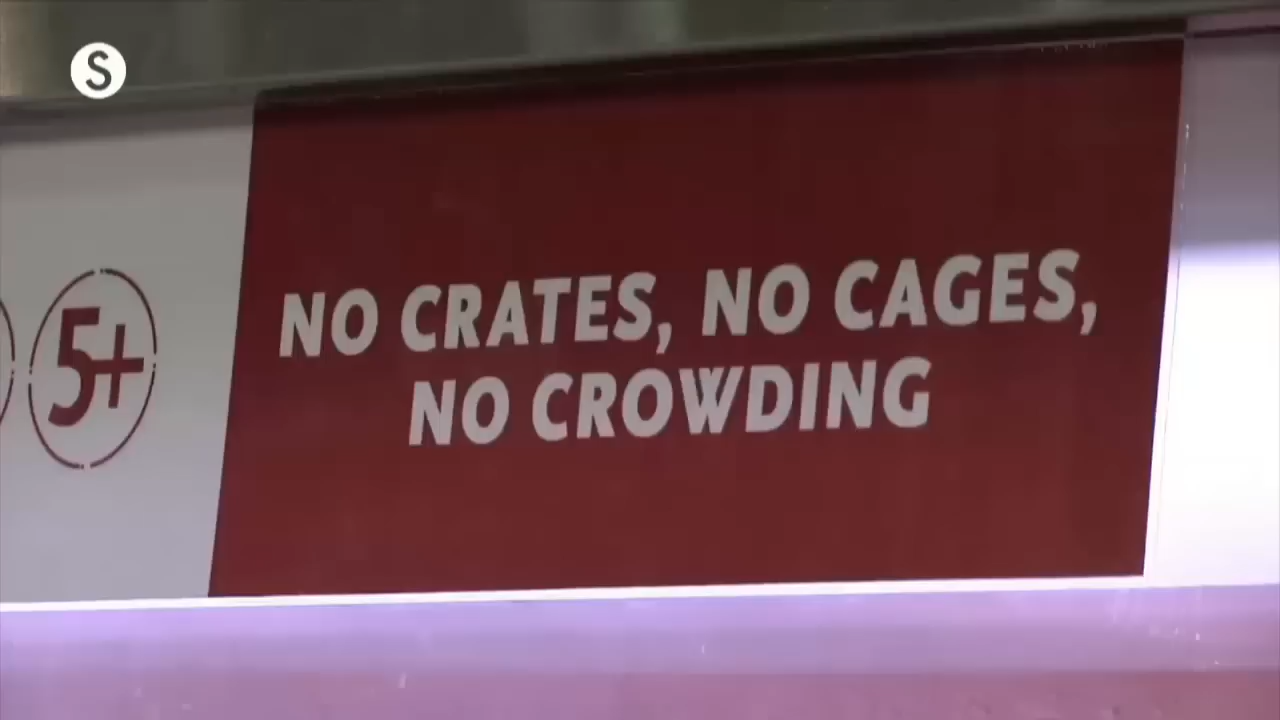 S
5+
NO CRATES, NO CAGES,
NO CROWDING